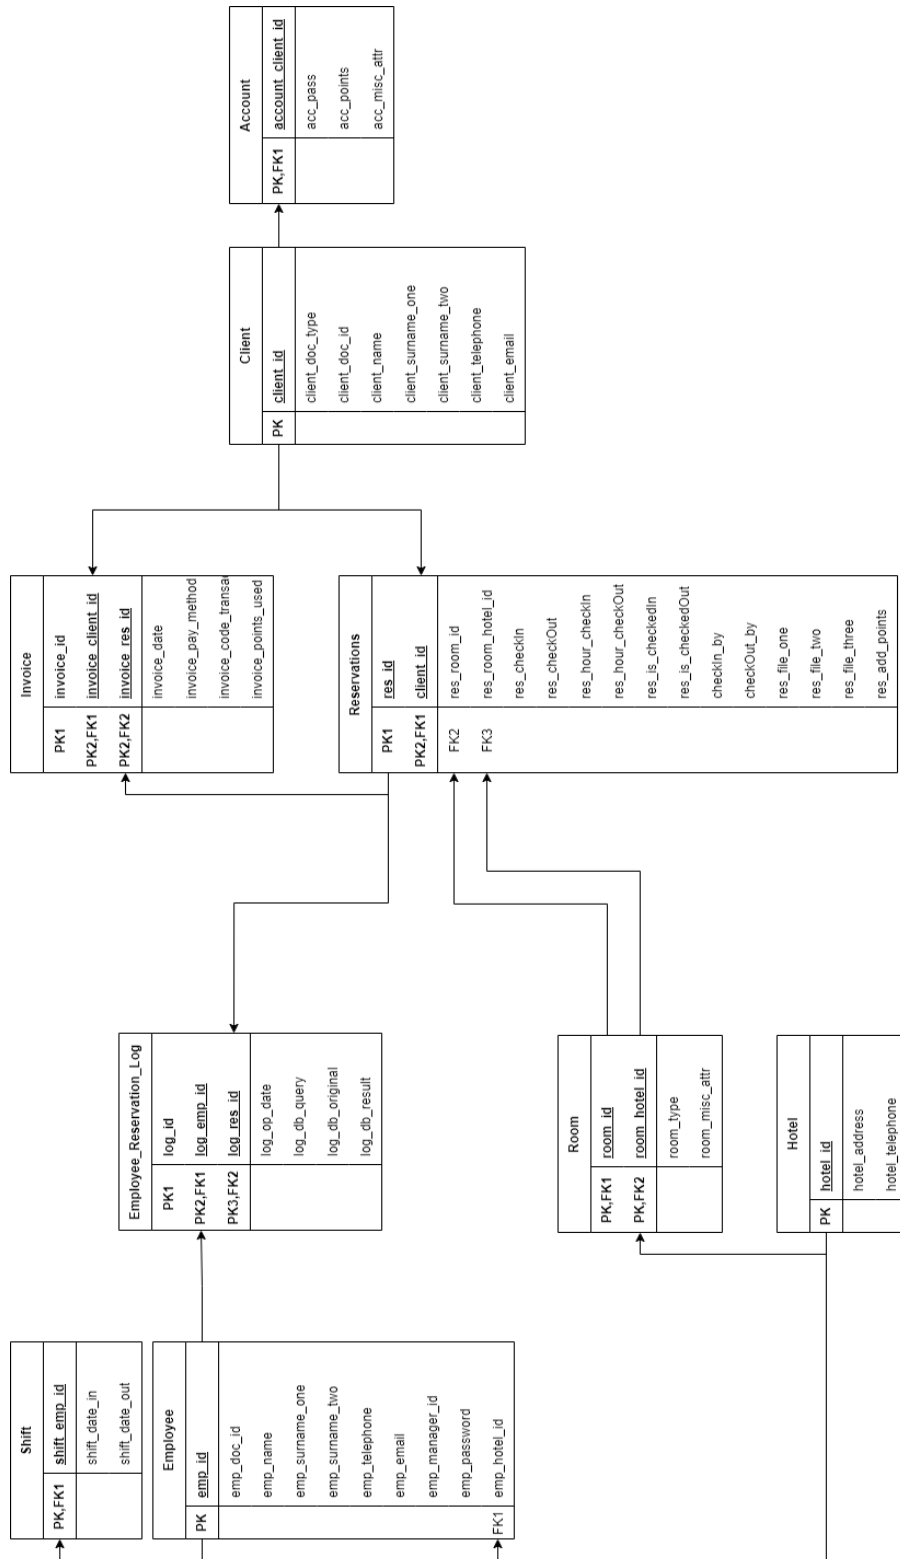 Shift
PK,FK1 shift_emp_id
shift_date_in
shift_date_out
Employee
PK emp_id
emp_doc_id
emp_name
emp_surname_one
emp_surname_two
emp_telephone
emp_email
emp_manager_id
emp_password
FK1 emp_hotel_id
Employee_Reservation_Log
PK1 log_id
PK2,FK1 log_emp_id
PK3,FK2 log_res_id
log_op_date
log_db_query
log_db_original
log_db_result
Room
PK,FK1 room_id
PK,FK2 room_hotel_id
room_type
room_misc_attr
Hotel
PK hotel_id
hotel_address
hotel_telephone
Invoice
PK1 invoice_id
PK2,FK1 invoice_client_id
PK2,FK2 invoice_res_id
invoice_date
invoice_pay_method
invoice_code_transa
invoice_points_used
Reservations
PK1 res_id
PK2,FK1 client_id
FK2 res_room_id
FK3 res_room_hotel_id
res_checkIn
res_checkOut
res_hour_checkIn
res_hour_checkOut
res_is_checkedIn
res_is_checkedOut
checkIn_by
checkOut_by
res_file_one
res_file_two
res_file_three
res_add_points
Client
PK client_id
client_doc_type
client_doc_id
client_name
client_surname_one
client_surname_two
client_telephone
client_email
Account
PK,FK1 account_client_id
acc_pass
acc_points
acc_misc_attr